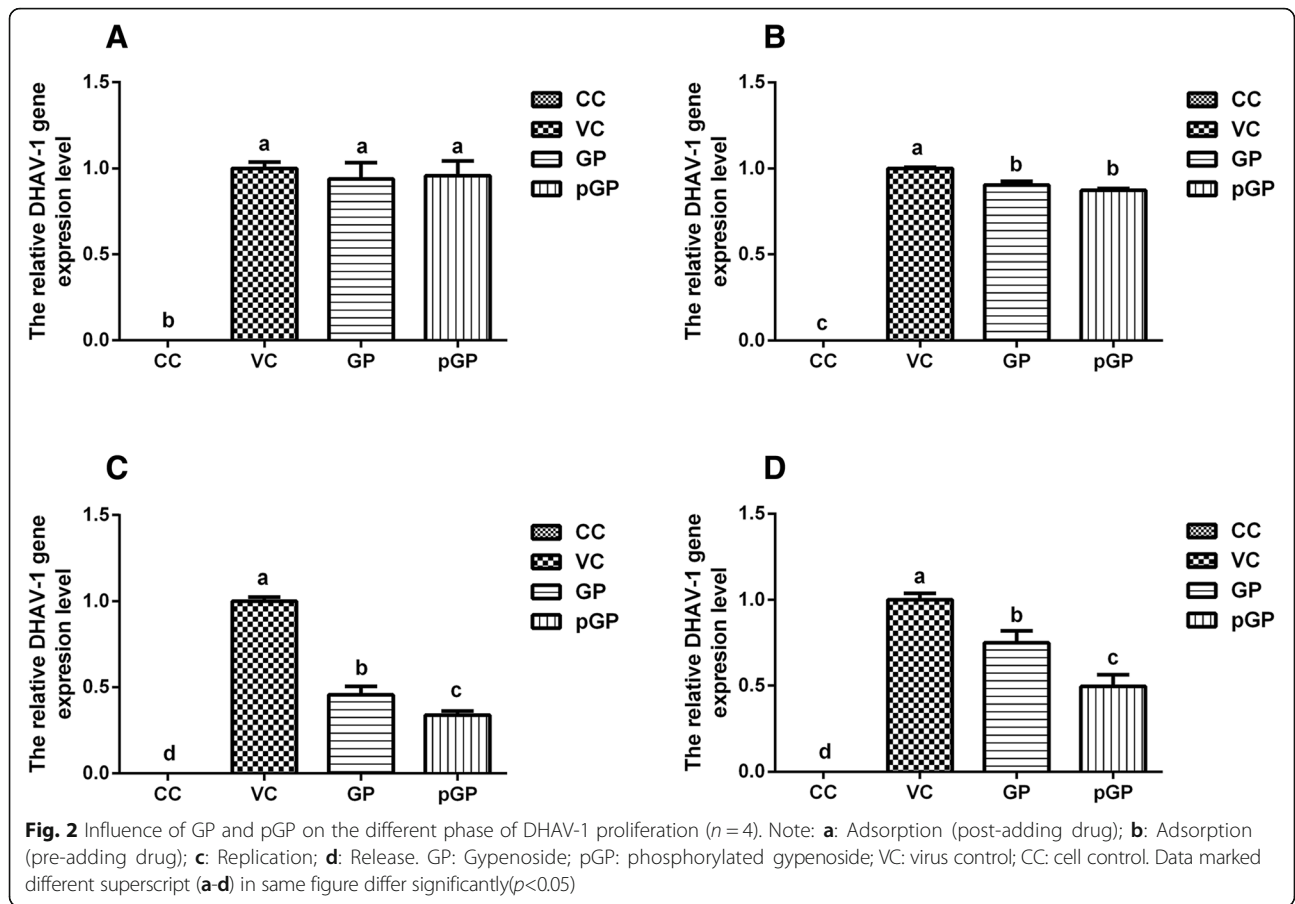 A
The relative DHAV-1 gene
expresion level
1.5
1.0
0.5
0.0
b
a
a
a
CC
VC
GP
pGP
CC
VC
GP
pGP
B
The relative DHAV-1 gene
expresion level
1.5
1.0
0.5
0.0
c
a
b
b
CC
VC
GP
pGP
CC
VC
GP
pGP
C
The relative DHAV-1 gene
expresion level
1.5
1.0
0.5
0.0
d
a
b
c
CC
VC
GP
pGP
CC
VC
GP
pGP
D
The relative DHAV-1 gene
expresion level
1.5
1.0
0.5
0.0
d
a
b
c
CC
VC
GP
pGP
CC
VC
GP
pGP
Fig. 2 Influence of GP and pGP on the different phase of DHAV-1 proliferation (n = 4). Note: a: Adsorption (post-adding drug); b: Adsorption
(pre-adding drug); c: Replication; d: Release. GP: Gypenoside; pGP: phosphorylated gypenoside; VC: virus control; CC: cell control. Data marked
different superscript (a-d) in same figure differ significantly(p<0.05)